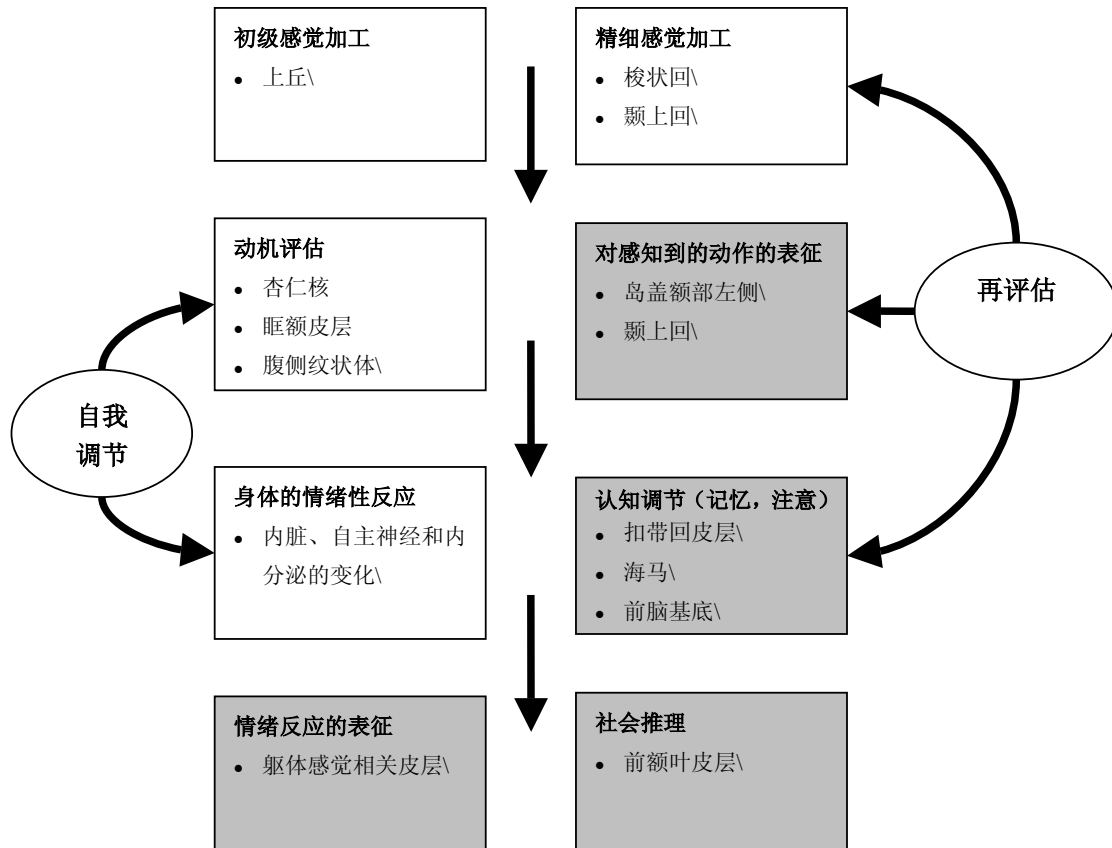 初级感觉加工
• 上丘\
精细感觉加工
• 梭状回\
• 颞上回\
动机评估
• 杏仁核
• 眶额皮层
• 腹侧纹状体\
对感知到的动作的表征
• 岛盖额部左侧\
• 颞上回\
再评估
自我
调节
身体的情绪性反应
• 内脏、自主神经和内
分泌的变化\
认知调节（记忆，注意）
• 扣带回皮层\
• 海马\
• 前脑基底\
情绪反应的表征
• 躯体感觉相关皮层\
社会推理
• 前额叶皮层\